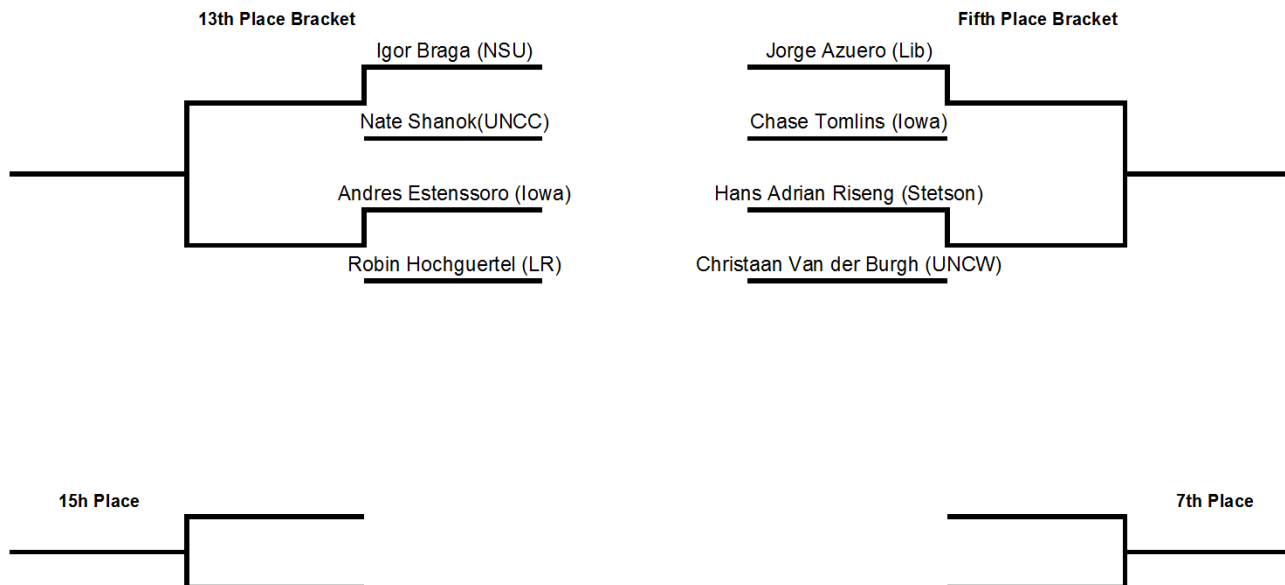 13th Place Bracket
Fifth Place Bracket
Igor Braga (NSU)
Jorge Azuero (Lib)
Nate Shanok(UNCC)
Chase Tomlins (Iowa)
Andres Estenssoro (Iowa)
Hans Adrian Riseng (Stetson)
Robin Hochguertel (LR)
Christaan Van der Burgh (UNCW)
15h Place
7th Place